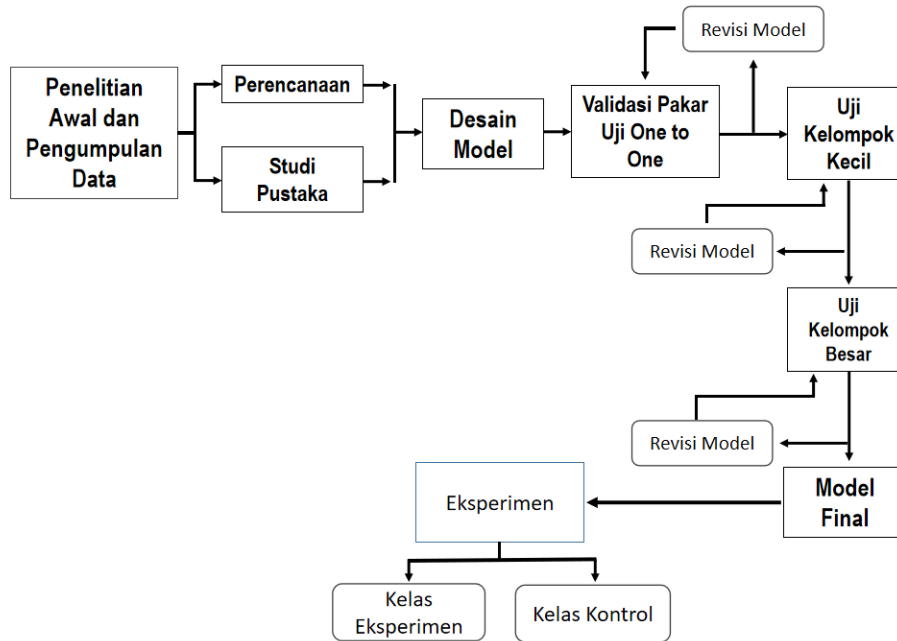 Revisi Model
Penelitian
Awal dan
Pengumpulan
Data
Perencanaan
Studi
Pustaka
Desain
Model
Validasi Pakar
Uji One to
One
Uji
Kelompok
Kecil
Revisi Model
Uji
Kelompok
Besar
Revisi Model
Model
Final
Eksperimen
Kelas
Eksperimen
Kelas Kontrol